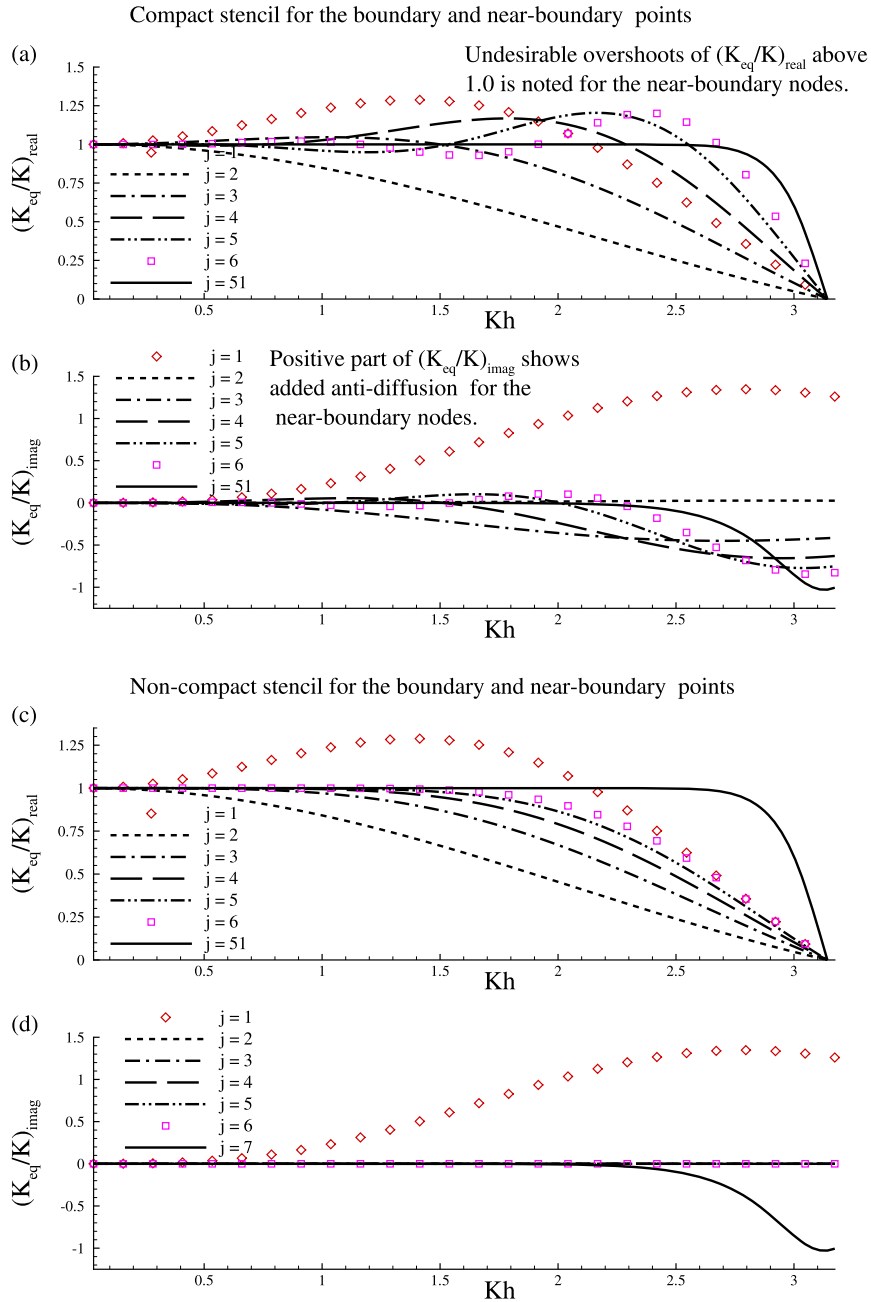 Compact stencil for the boundary and near-boundary points
(a)
Undesirable overshoots of (K_eq/K)_real above
1.0 is noted for the near-boundary nodes.
(K_eq/K)_real
1.5
1.25
1
0.75
0.5
0.25
0
j = 1
j = 2
j = 3
j = 4
j = 5
j = 6
j = 51
0.5 1 1.5 2 2.5 3
Kh
(b)
Positive part of (K_eq/K)_imag shows
added anti-diffusion for the
near-boundary nodes.
j = 1
j = 2
j = 3
j = 4
j = 5
j = 6
j = 51
(K_eq/K)_imag
1.5
1
0.5
0
-0.5
-1
0.5 1 1.5 2 2.5 3
Kh
Non-compact stencil for the boundary and near-boundary points
(c)
(K_eq/K)_real
1.25
1
0.75
0.5
0.25
0
j = 1
j = 2
j = 3
j = 4
j = 5
j = 6
j = 51
0.5 1 1.5 2 2.5 3
Kh
(d)
j = 1
j = 2
j = 3
j = 4
j = 5
j = 6
j = 7
(K_eq/K)_imag
1.5
1
0.5
0
-0.5
-1
0.5 1 1.5 2 2.5 3
Kh